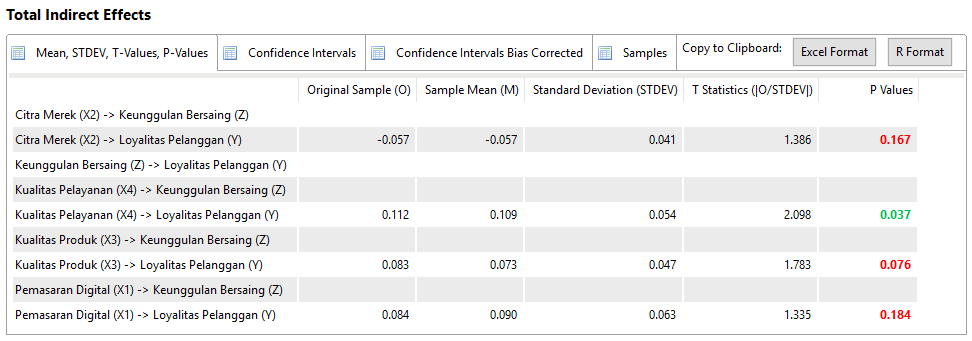 Total Indirect Effects
Mean, STDEV, T-Values, P-Values Confidence Intervals Confidence Intervals Bias Corrected Samples Copy to Clipboard: Excel Format R Format
Original Sample (O) Sample Mean (M) Standard Deviation (STDEV) T Statistics (|O/STDEV|) P Values
Citra Merek (X2) -> Keunggulan Bersaing (Z)
Citra Merek (X2) -> Loyalitas Pelanggan (Y) -0.057 -0.057 0.041 1.386 0.167
Keunggulan Bersaing (Z) -> Loyalitas Pelanggan (Y)
Kualitas Pelayanan (X4) -> Keunggulan Bersaing (Z)
Kualitas Pelayanan (X4) -> Loyalitas Pelanggan (Y) 0.112 0.109 0.054 2.098 0.037
Kualitas Produk (X3) -> Keunggulan Bersaing (Z)
Kualitas Produk (X3) -> Loyalitas Pelanggan (Y) 0.083 0.073 0.047 1.783 0.076
Pemasaran Digital (X1) -> Keunggulan Bersaing (Z)
Pemasaran Digital (X1) -> Loyalitas Pelanggan (Y) 0.084 0.090 0.063 1.335 0.184